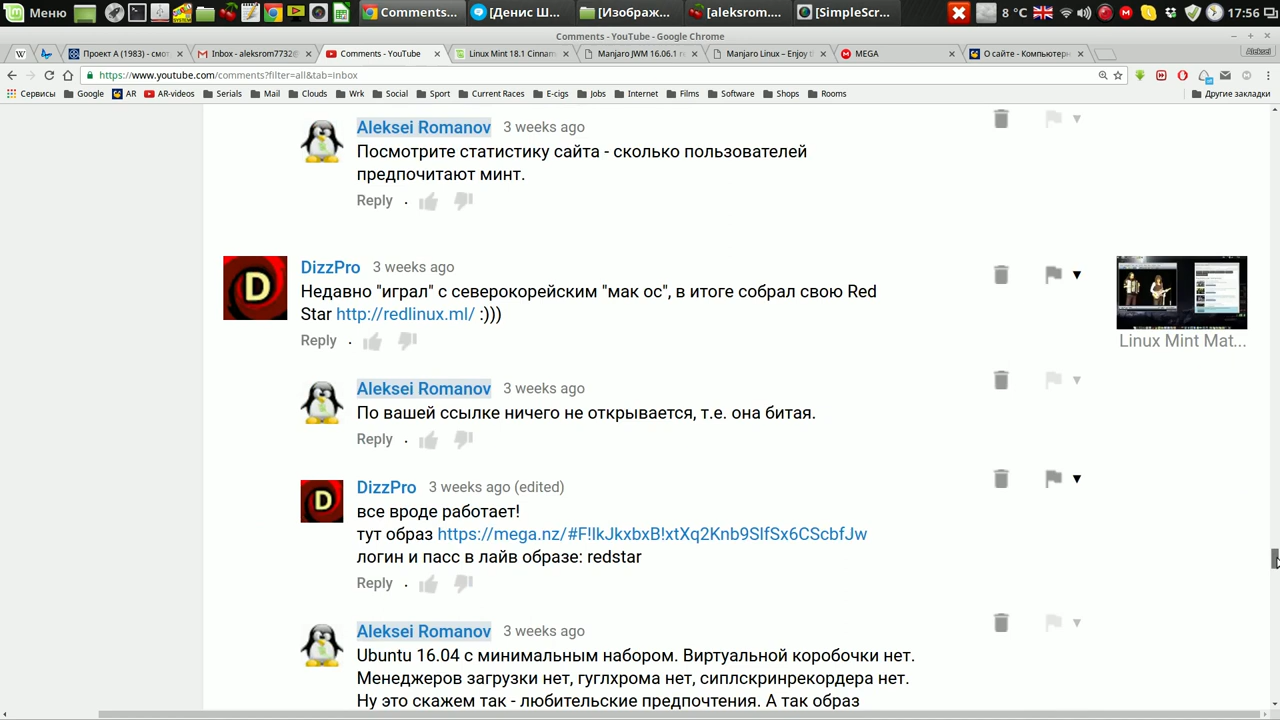 Меню
Comments...
[Денис Ш...
[Изображ...
[aleksrom....
[SimpleSc...
8 °C
17:56
Comments - YouTube - Google Chrome
Проект А (1983) - смот
Inbox - aleksrom7732@
Comments - YouTube
Linux Mint 18.1 Cinnam
Manjaro JWM 16.06.1 r
Manjaro Linux – Enjoy t
MEGA
О сайте - Компьютерн
Aleksei
https://www.youtube.com/comments?filter=all&tab=inbox
Сервисы
Google
AR
AR-videos
Serials
Mail
Clouds
Wrk
Social
Sport
Current Races
E-cigs
Jobs
Internet
Films
Software
Shops
Rooms
Другие закладки
Aleksei Romanov 3 weeks ago
Посмотрите статистику сайта - сколько пользователей
предпочитают минт.
Reply
DizzPro 3 weeks ago
Недавно "играл" с северокорейским "мак ос", в итоге собрал свою Red
Star http://redlinux.ml/ :)))
Reply
Linux Mint Mat...
Aleksei Romanov 3 weeks ago
По вашей ссылке ничего не открывается, т.е. она битая.
Reply
DizzPro 3 weeks ago (edited)
все вроде работает!
тут образ https://mega.nz/#F!IkJkxbxB!xtXq2Knb9SlfSx6CScbfJw
логин и пасс в лайв образе: redstar
Reply
Aleksei Romanov 3 weeks ago
Ubuntu 16.04 с минимальным набором. Виртуальной коробочки нет.
Менеджеров загрузки нет, гуглхрома нет, сиплскринрекордера нет.
Ну это скажем так - любительские предпочтения. А так образ